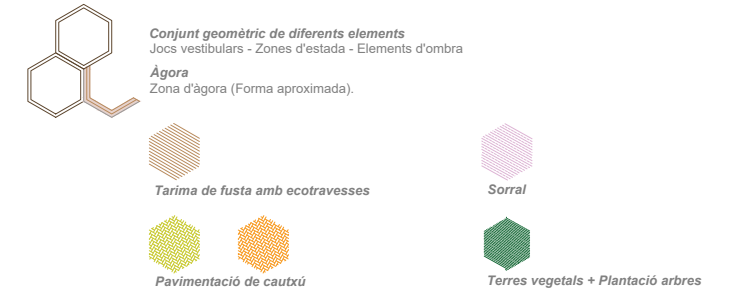 Conjunt geomètric de diferents elements
Jocs vestibulars - Zones d'estada - Elements d'ombra
Àgora
Zona d'àgora (Forma aproximada).
Tarima de fusta amb ecotravesses
Sorral
Pavimentació de cautxú
Terres vegetals + Plantació arbres